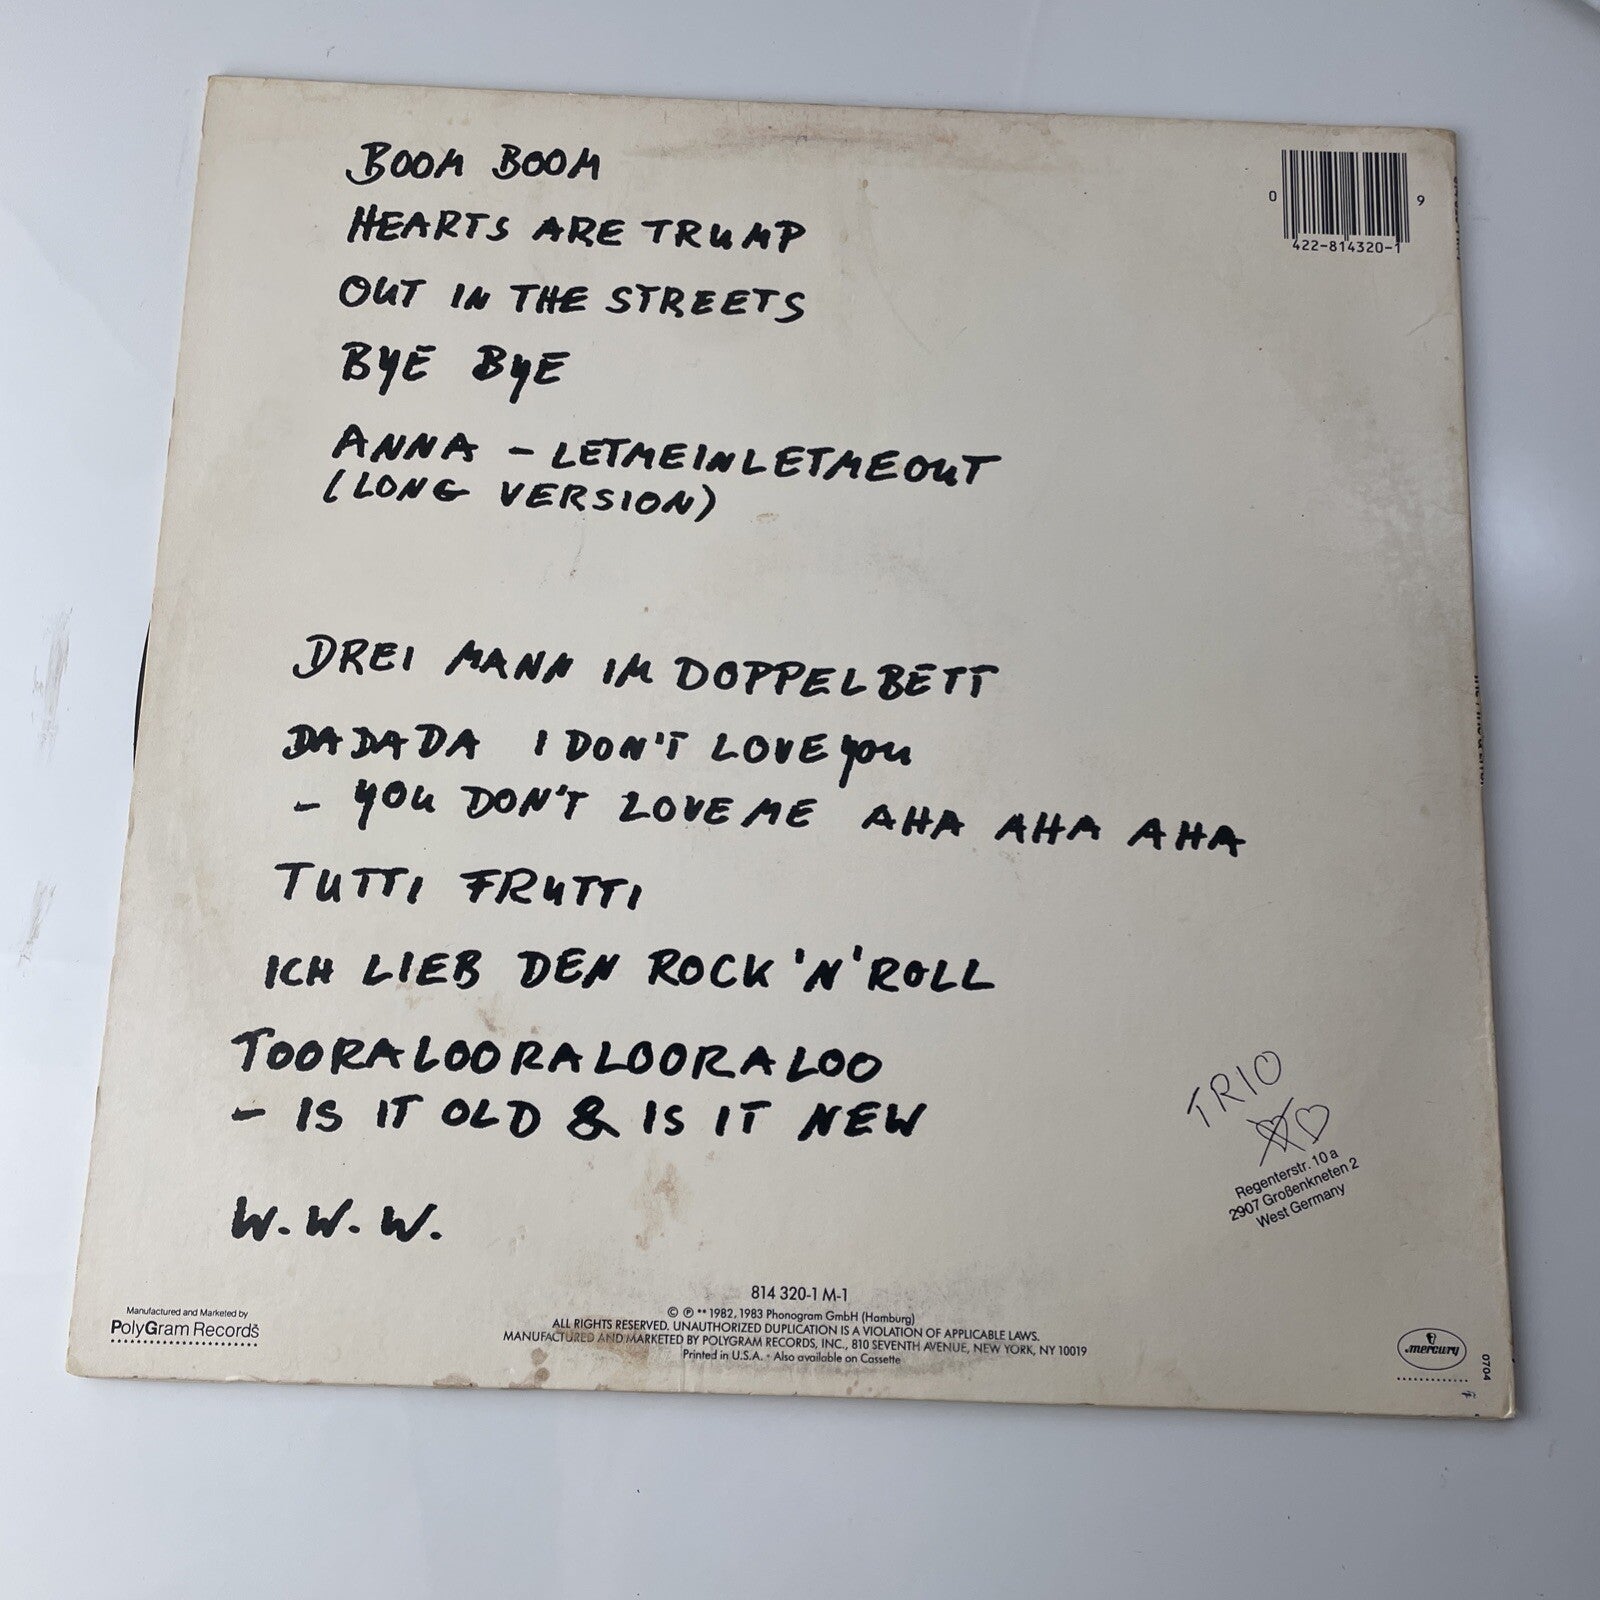 BOOM BOOM
HEARTS ARE TRUMP
OUT IN THE STREETS
BYE BYE
ANNA - LETMEINLETMEOUT
(LONG VERSION)
DREI MANN IM DOPPELBETT
DA DA DA I DON'T LOVE you
- YOU DON'T LOVE ME AHA AHA AHA
TUTTI FRUTTI
ICH LIEB DEN ROCK 'N' ROLL
TOORALOORALOORALOO
- IS IT OLD & IS IT NEW
W.W.W.
0 9
422-814320-1
TRIO
Regenterstr. 10 a
2907 Großenkneten 2
West Germany
Manufactured and Marketed by
PolyGram Records
814 320-1 M-1
© ℗ ** 1982, 1983 Phonogram GmbH (Hamburg)
ALL RIGHTS RESERVED. UNAUTHORIZED DUPLICATION IS A VIOLATION OF APPLICABLE LAWS.
MANUFACTURED AND MARKETED BY POLYGRAM RECORDS, INC., 810 SEVENTH AVENUE, NEW YORK, NY 10019
Printed in U.S.A. · Also available on Cassette
mercury
0704